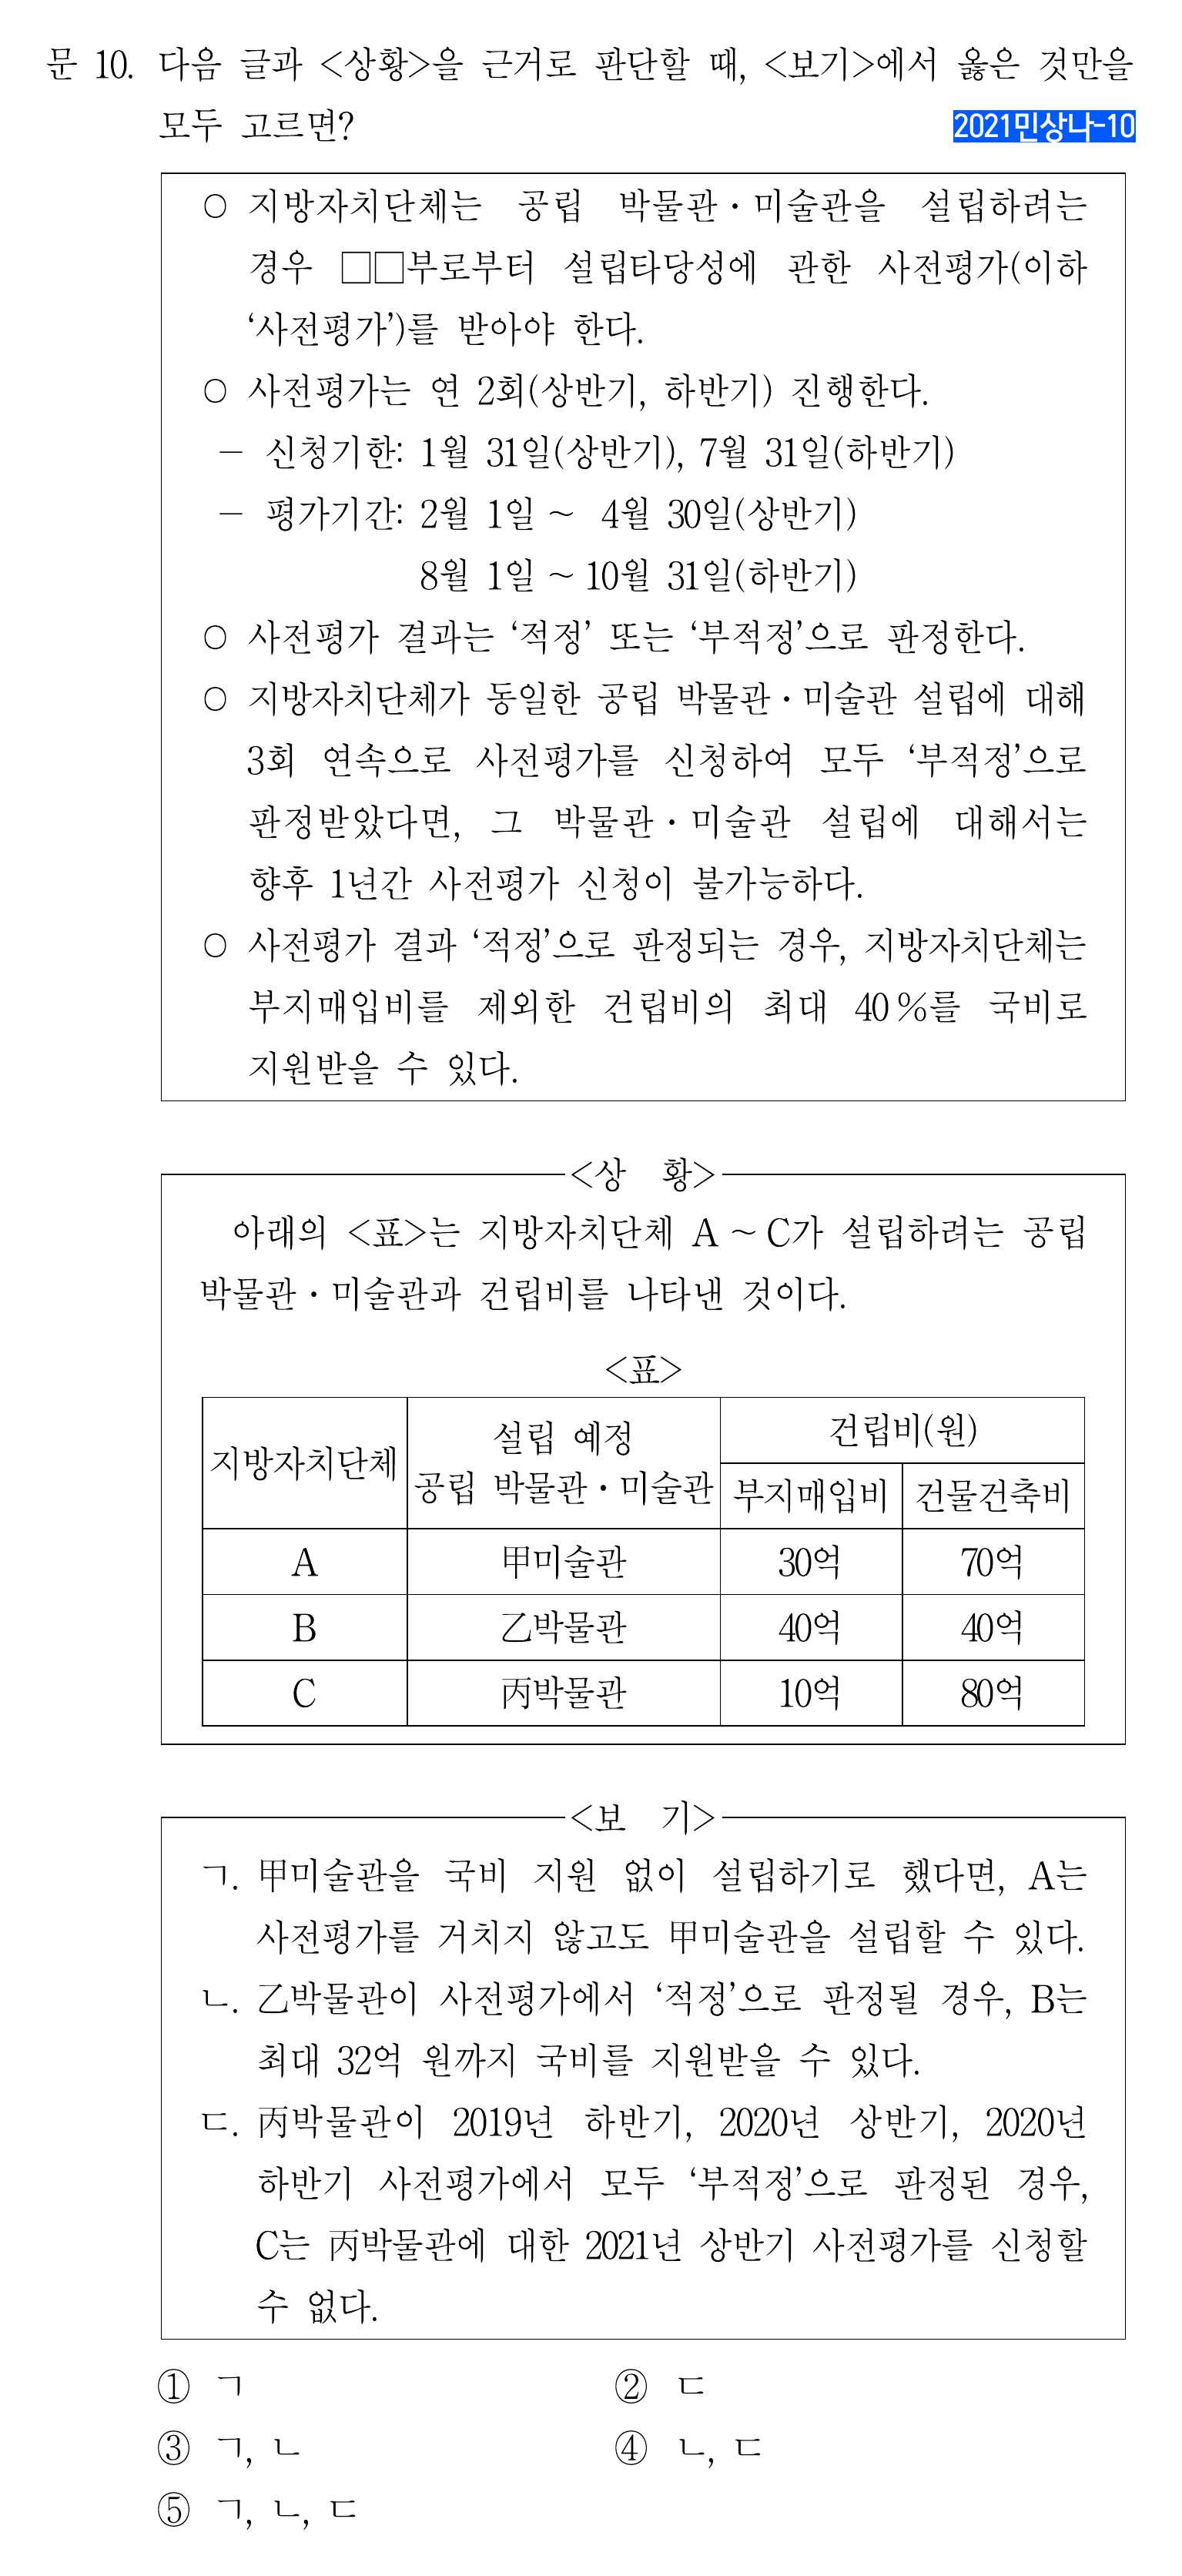 문 10. 다음 글과 <상황>을 근거로 판단할 때, <보기>에서 옳은 것만을
모두 고르면?
2021민상나-10
○ 지방자치단체는 공립 박물관・미술관을 설립하려는
경우 □□부로부터 설립타당성에 관한 사전평가(이하
‘사전평가’)를 받아야 한다.
○ 사전평가는 연 2회(상반기, 하반기) 진행한다.
－ 신청기한: 1월 31일(상반기), 7월 31일(하반기)
－ 평가기간: 2월 1일 ～ 4월 30일(상반기)
8월 1일 ～ 10월 31일(하반기)
○ 사전평가 결과는 ‘적정’ 또는 ‘부적정’으로 판정한다.
○ 지방자치단체가 동일한 공립 박물관・미술관 설립에 대해
3회 연속으로 사전평가를 신청하여 모두 ‘부적정’으로
판정받았다면, 그 박물관・미술관 설립에 대해서는
향후 1년간 사전평가 신청이 불가능하다.
○ 사전평가 결과 ‘적정’으로 판정되는 경우, 지방자치단체는
부지매입비를 제외한 건립비의 최대 40 %를 국비로
지원받을 수 있다.
<상 황>
아래의 <표>는 지방자치단체 A ～ C가 설립하려는 공립
박물관・미술관과 건립비를 나타낸 것이다.
<표>
지방자치단체 설립 예정 공립 박물관・미술관 건립비(원)
부지매입비 건물건축비
A 甲미술관 30억 70억
B 乙박물관 40억 40억
C 丙박물관 10억 80억
<보 기>
ㄱ. 甲미술관을 국비 지원 없이 설립하기로 했다면, A는
사전평가를 거치지 않고도 甲미술관을 설립할 수 있다.
ㄴ. 乙박물관이 사전평가에서 ‘적정’으로 판정될 경우, B는
최대 32억 원까지 국비를 지원받을 수 있다.
ㄷ. 丙박물관이 2019년 하반기, 2020년 상반기, 2020년
하반기 사전평가에서 모두 ‘부적정’으로 판정된 경우,
C는 丙박물관에 대한 2021년 상반기 사전평가를 신청할
수 없다.
① ㄱ ② ㄷ
③ ㄱ, ㄴ ④ ㄴ, ㄷ
⑤ ㄱ, ㄴ, ㄷ